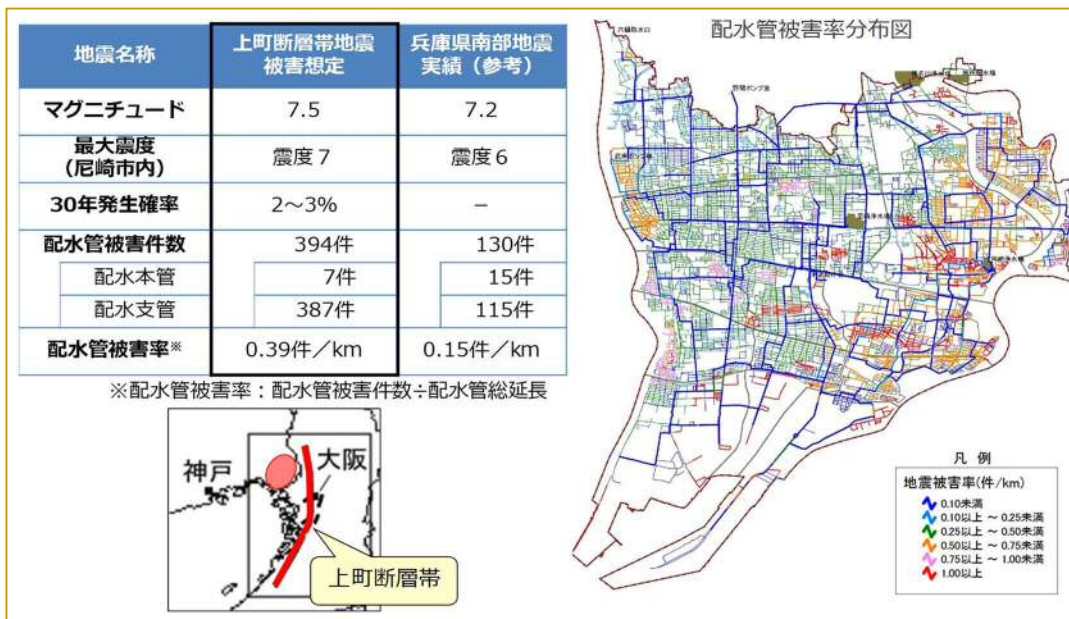 地震名称
上町断層帯地震
被害想定
兵庫県南部地震
実績（参考）
マグニチュード
7.5
7.2
最大震度
（尼崎市内）
震度７
震度６
30年発生確率
2～3%
－
配水管被害件数
394件
130件
配水本管
7件
15件
配水支管
387件
115件
配水管被害率※
0.39件／km
0.15件／km
※配水管被害率：配水管被害件数÷配水管総延長
神戸
大阪
上町断層帯
配水管被害率分布図
野間ポンプ場
凡 例
地震被害率(件/km)
0.10未満
0.10以上 ～ 0.25未満
0.25以上 ～ 0.50未満
0.50以上 ～ 0.75未満
0.75以上 ～ 1.00未満
1.00以上